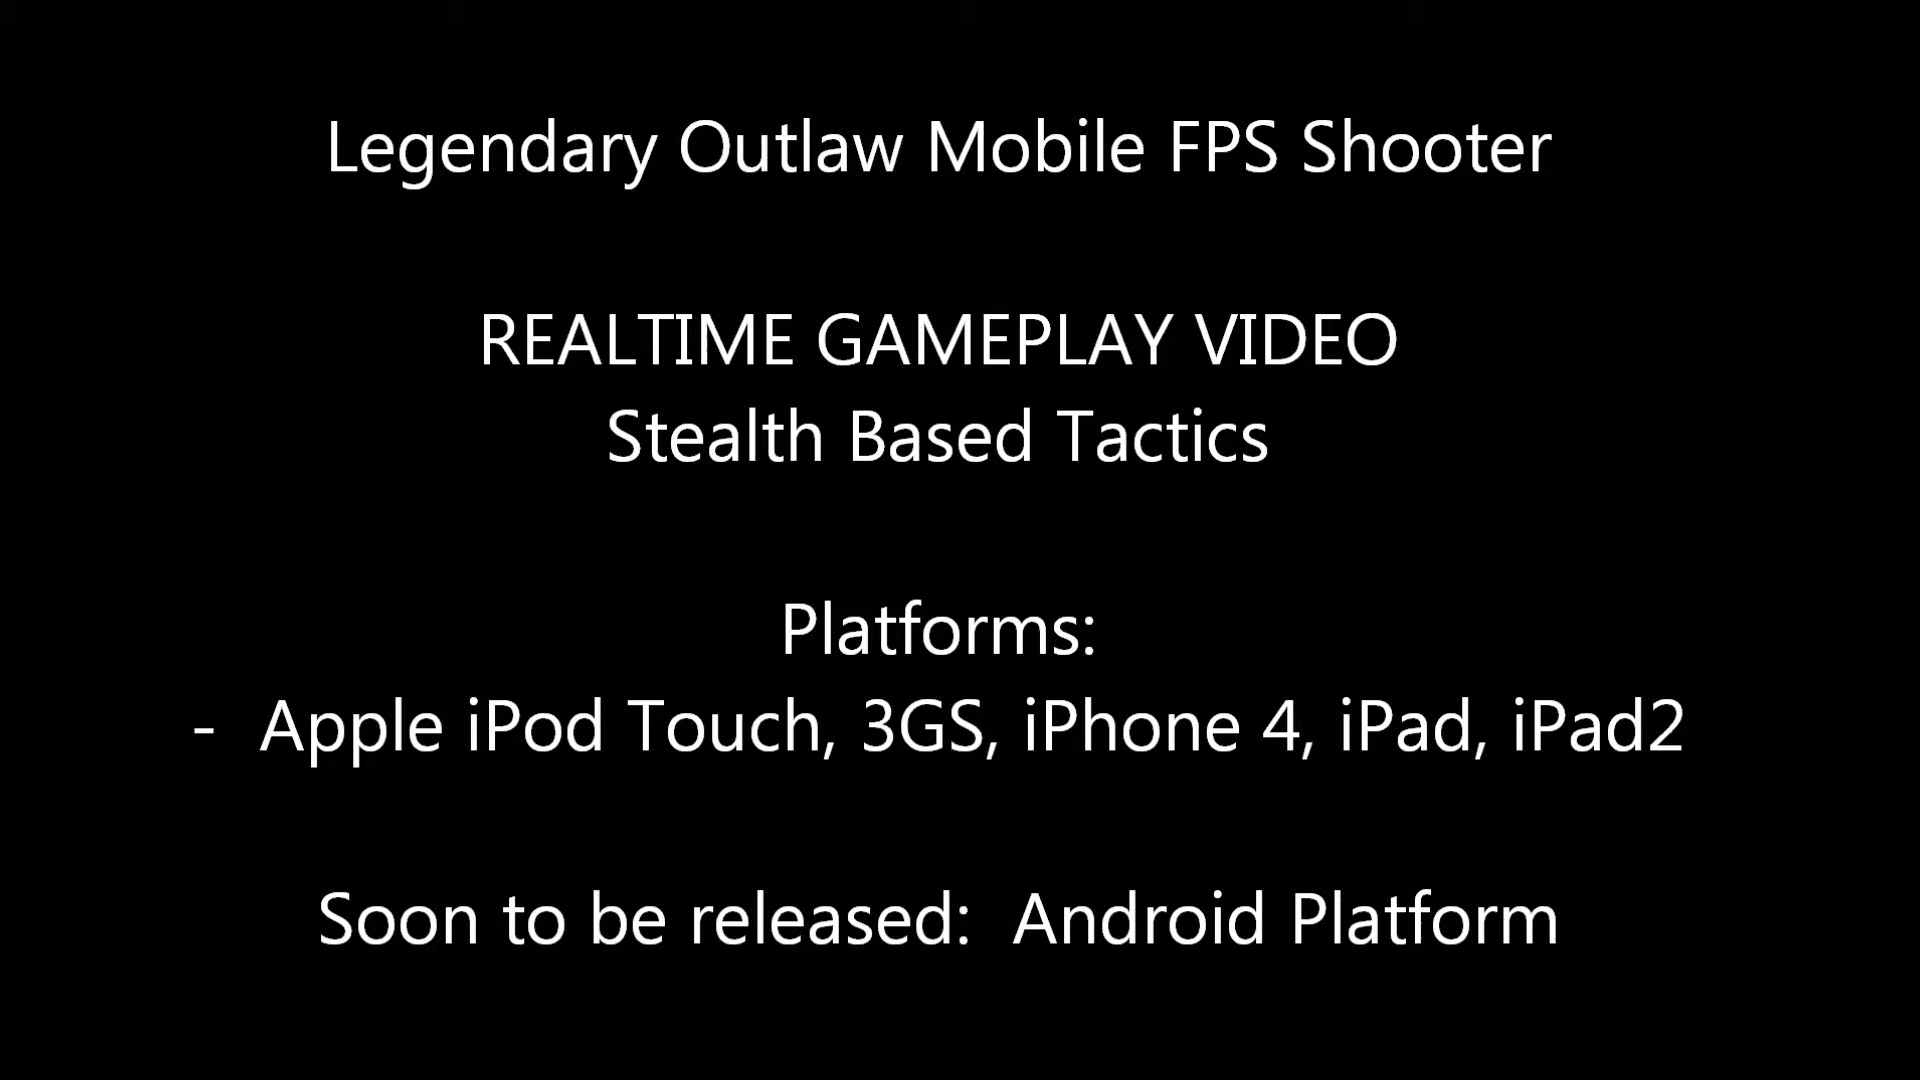 Legendary Outlaw Mobile FPS Shooter
REALTIME GAMEPLAY VIDEO
Stealth Based Tactics
Platforms:
- Apple iPod Touch, 3GS, iPhone 4, iPad, iPad2
Soon to be released: Android Platform